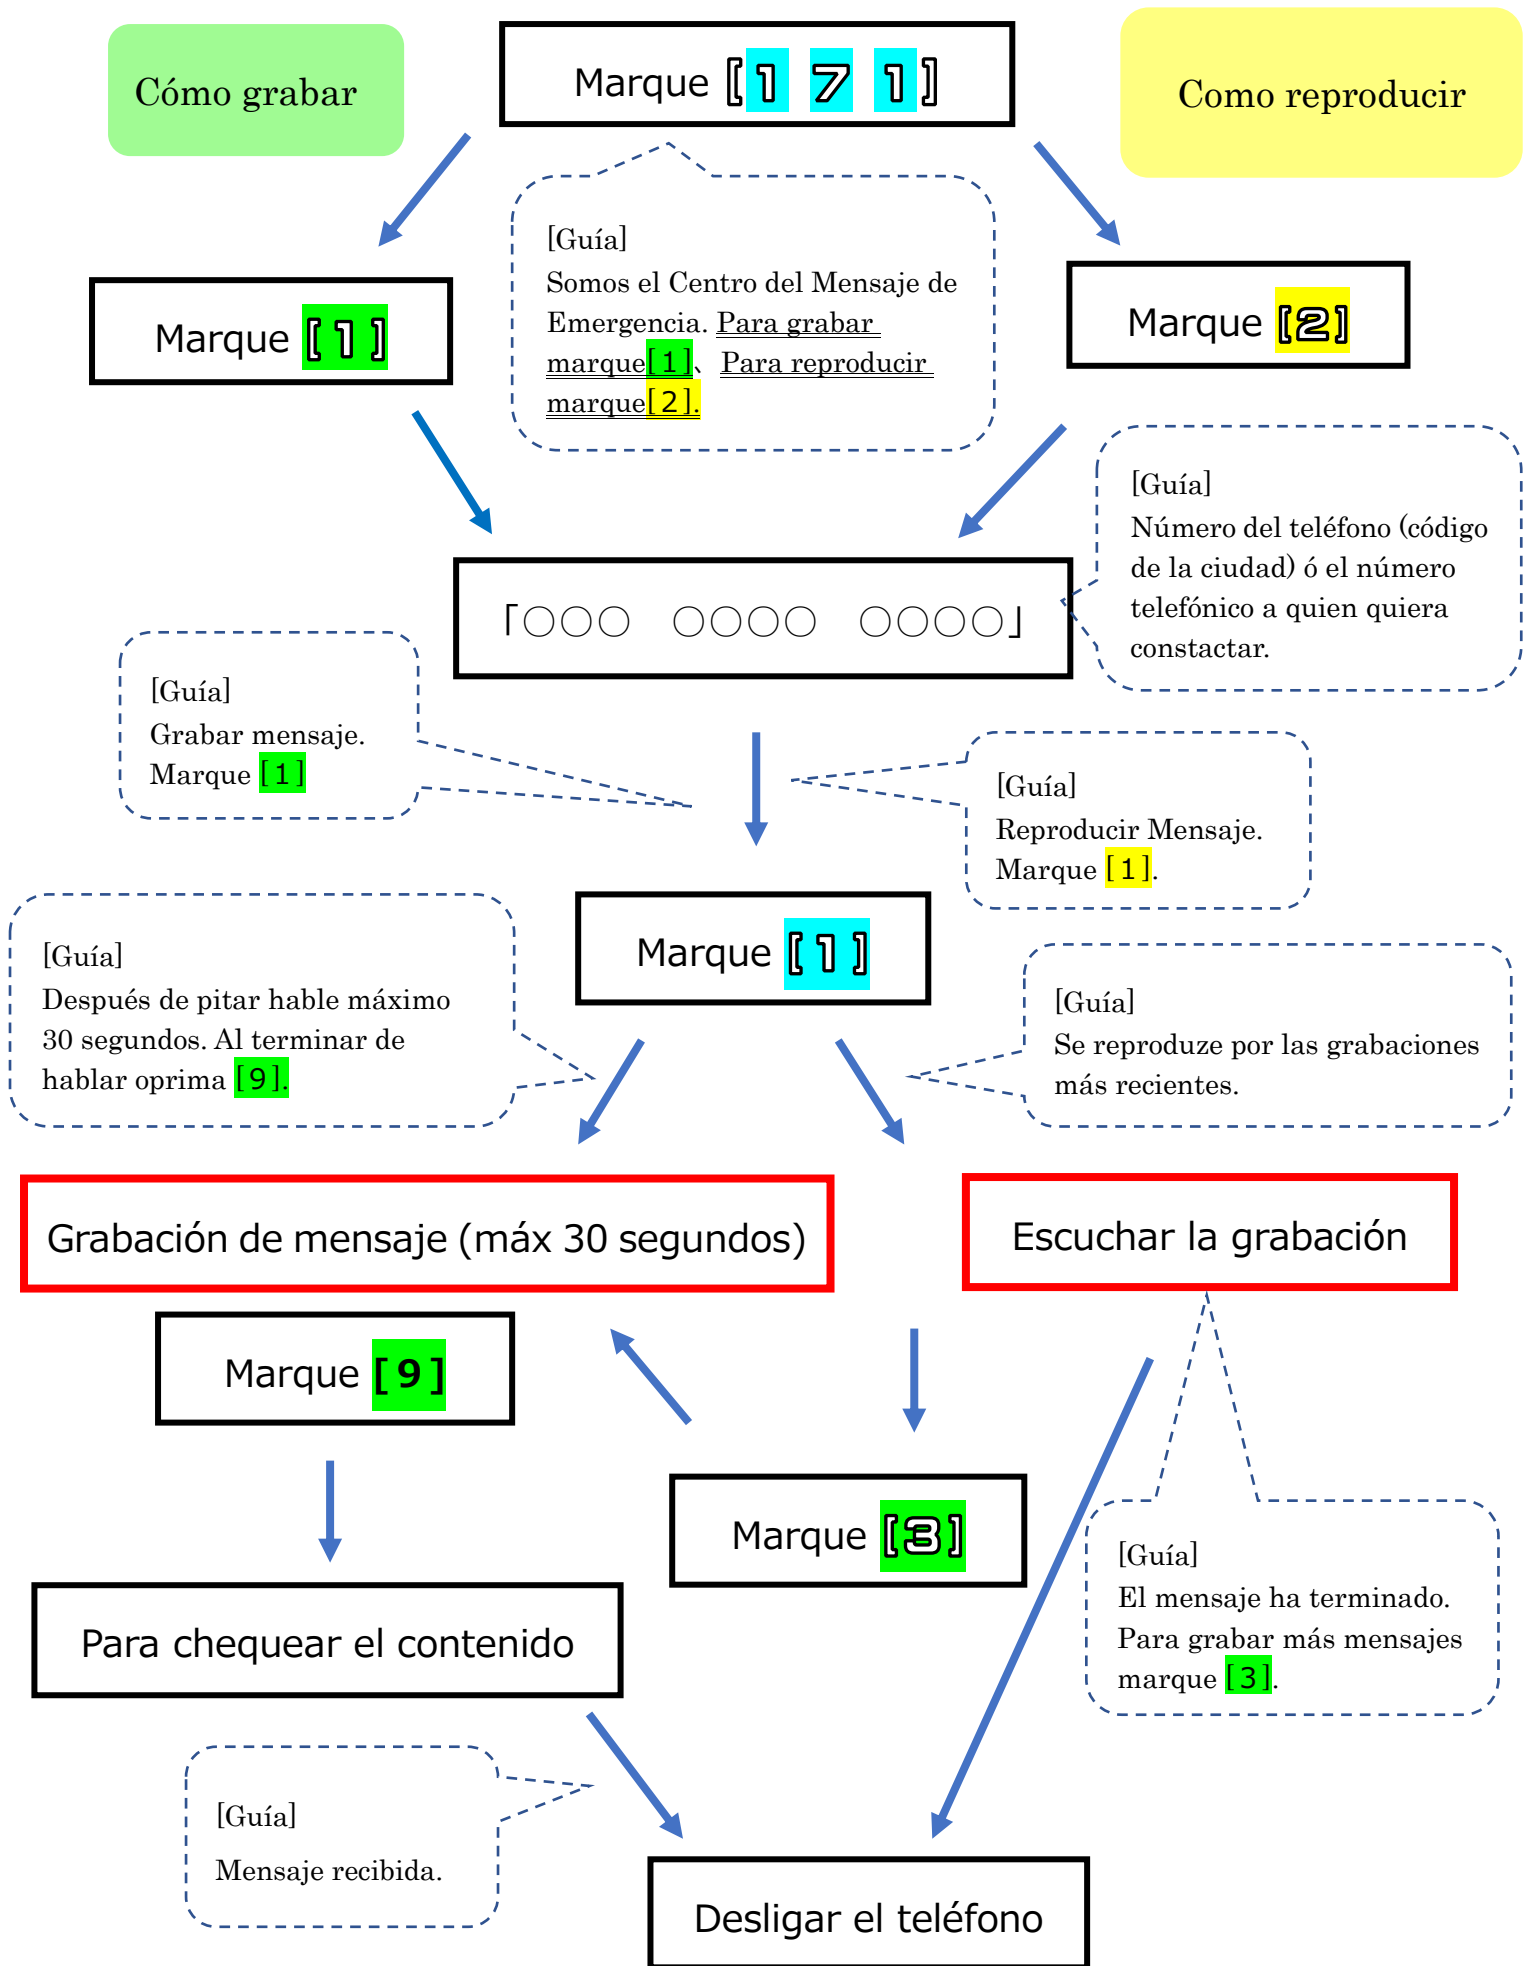 Cómo grabar
Marque [1 7 1]
Como reproducir
[Guía]
Somos el Centro del Mensaje de
Emergencia. Para grabar
marque[1]、 Para reproducir
marque[2].
Marque [1]
Marque [2]
[Guía]
Número del teléfono (código
de la ciudad) ó el número
telefónico a quien quiera
constactar.
「○○○ ○○○○ ○○○○」
[Guía]
Grabar mensaje.
Marque [1]
[Guía]
Reproducir Mensaje.
Marque [1].
Marque [1]
[Guía]
Después de pitar hable máximo
30 segundos. Al terminar de
hablar oprima [9].
[Guía]
Se reproduze por las grabaciones
más recientes.
Grabación de mensaje (máx 30 segundos)
Escuchar la grabación
Marque [9]
Marque [3]
[Guía]
El mensaje ha terminado.
Para grabar más mensajes
marque [3].
Para chequear el contenido
[Guía]
Mensaje recibida.
Desligar el teléfono